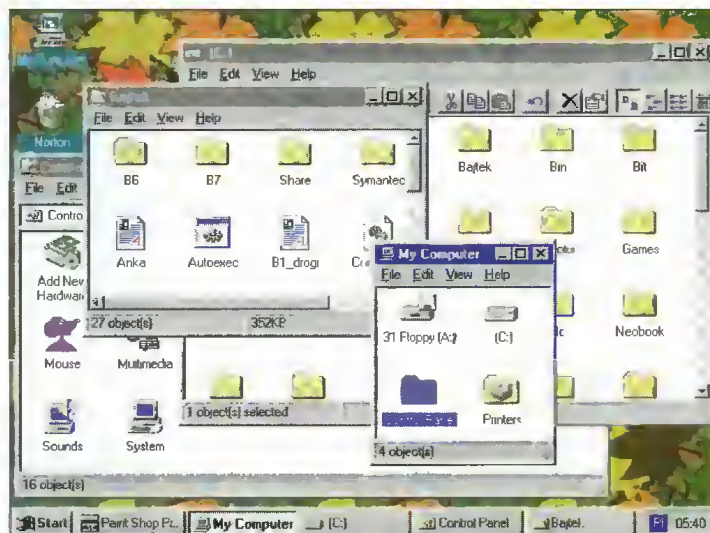 Norton
(C:)
File Edit View Help
File Edit View Help
B6 B7 Share Symantec
Anka Autoexec B1_drogi
27 object(s) 352KB
Bajtek Bin Bit
Games
Neobook
1 object(s) selected
File Edit
Add New
Hardware
Mouse Multimedia
Sounds System
16 object(s)
My Computer
File Edit View Help
31 Floppy (A:) (C:)
Printers
4 object(s)
Start Paint Shop Pr.. My Computer (C:) Control Panel Bajtek 05:40